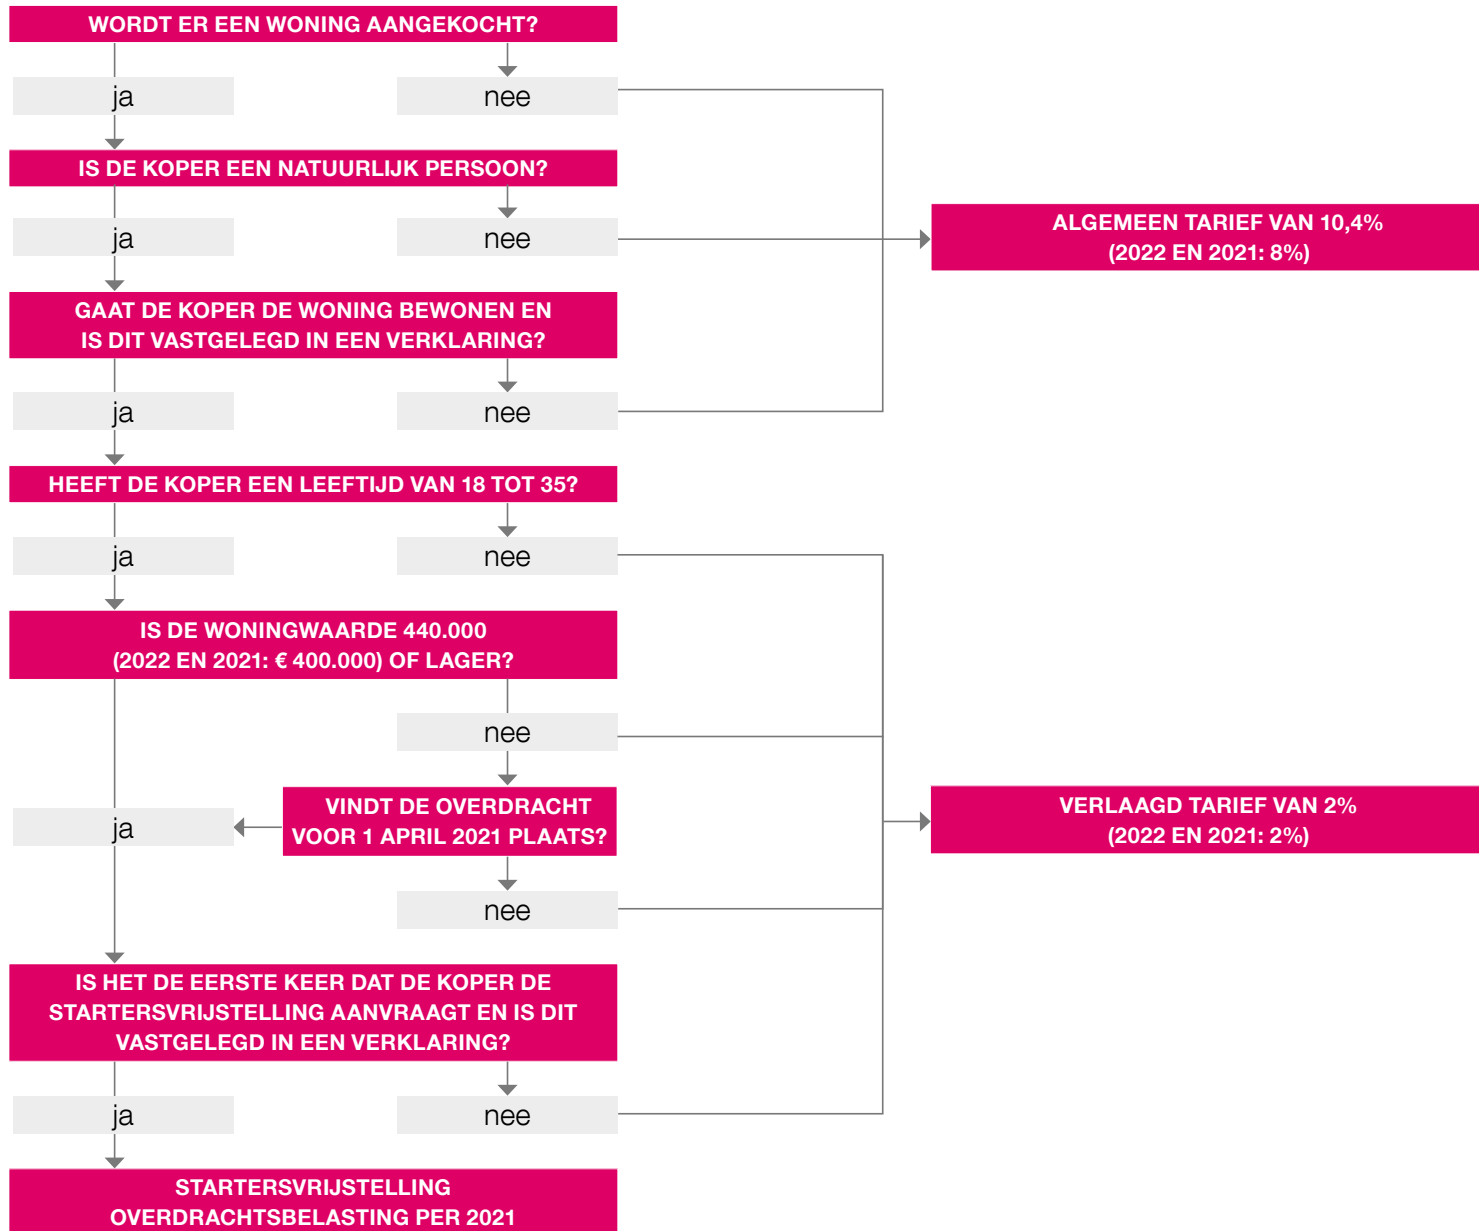 WORDT ER EEN WONING AANGEKOCHT?
ja
nee
IS DE KOPER EEN NATUURLIJK PERSOON?
ja
nee
ALGEMEEN TARIEF VAN 10,4%
(2022 EN 2021: 8%)
GAAT DE KOPER DE WONING BEWONEN EN
IS DIT VASTGELEGD IN EEN VERKLARING?
ja
nee
HEEFT DE KOPER EEN LEEFTIJD VAN 18 TOT 35?
ja
nee
IS DE WONINGWAARDE 440.000
(2022 EN 2021: € 400.000) OF LAGER?
nee
VINDT DE OVERDRACHT
VOOR 1 APRIL 2021 PLAATS?
ja
VERLAAGD TARIEF VAN 2%
(2022 EN 2021: 2%)
nee
IS HET DE EERSTE KEER DAT DE KOPER DE
STARTERSVRIJSTELLING AANVRAAGT EN IS DIT
VASTGELEGD IN EEN VERKLARING?
ja
nee
STARTERSVRIJSTELLING
OVERDRACHTSBELASTING PER 2021